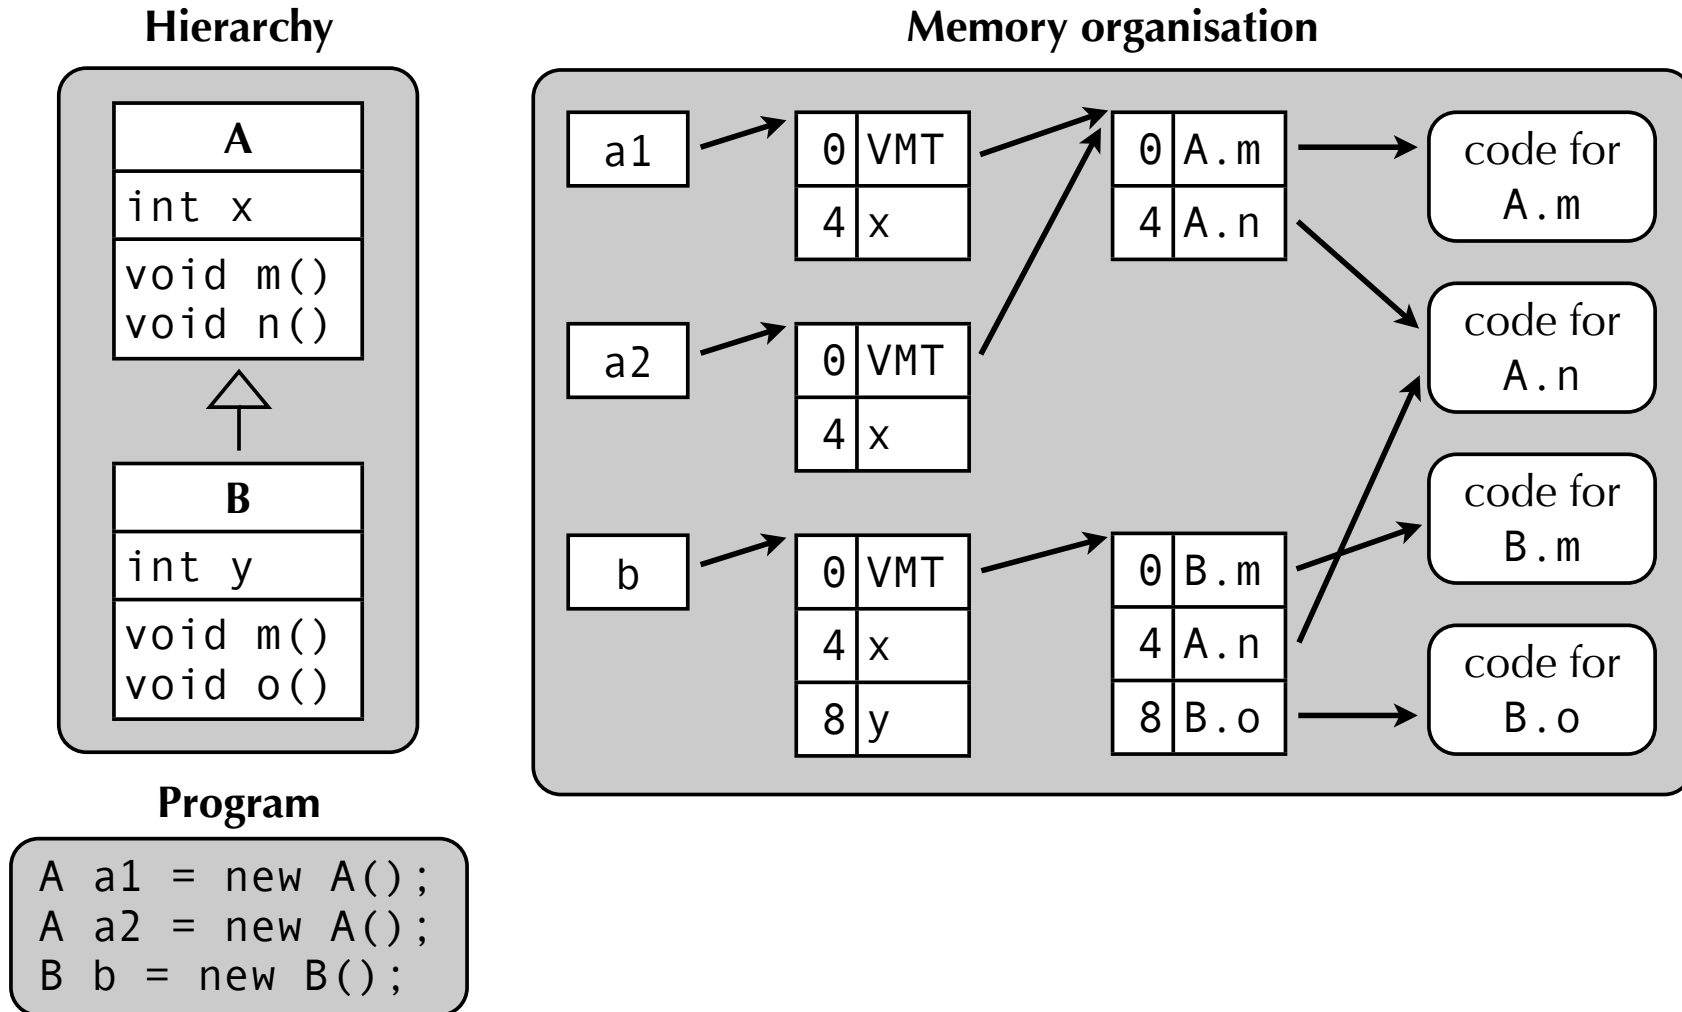 Hierarchy
A
int x
void m()
void n()
B
int y
void m()
void o()
Program
A a1 = new A();
A a2 = new A();
B b = new B();
Memory organisation
a1
0 VMT
4 x
0 A.m
4 A.n
code for
A.m
a2
0 VMT
4 x
code for
A.n
b
0 VMT
4 x
8 y
0 B.m
4 A.n
8 B.o
code for
B.m
code for
B.o